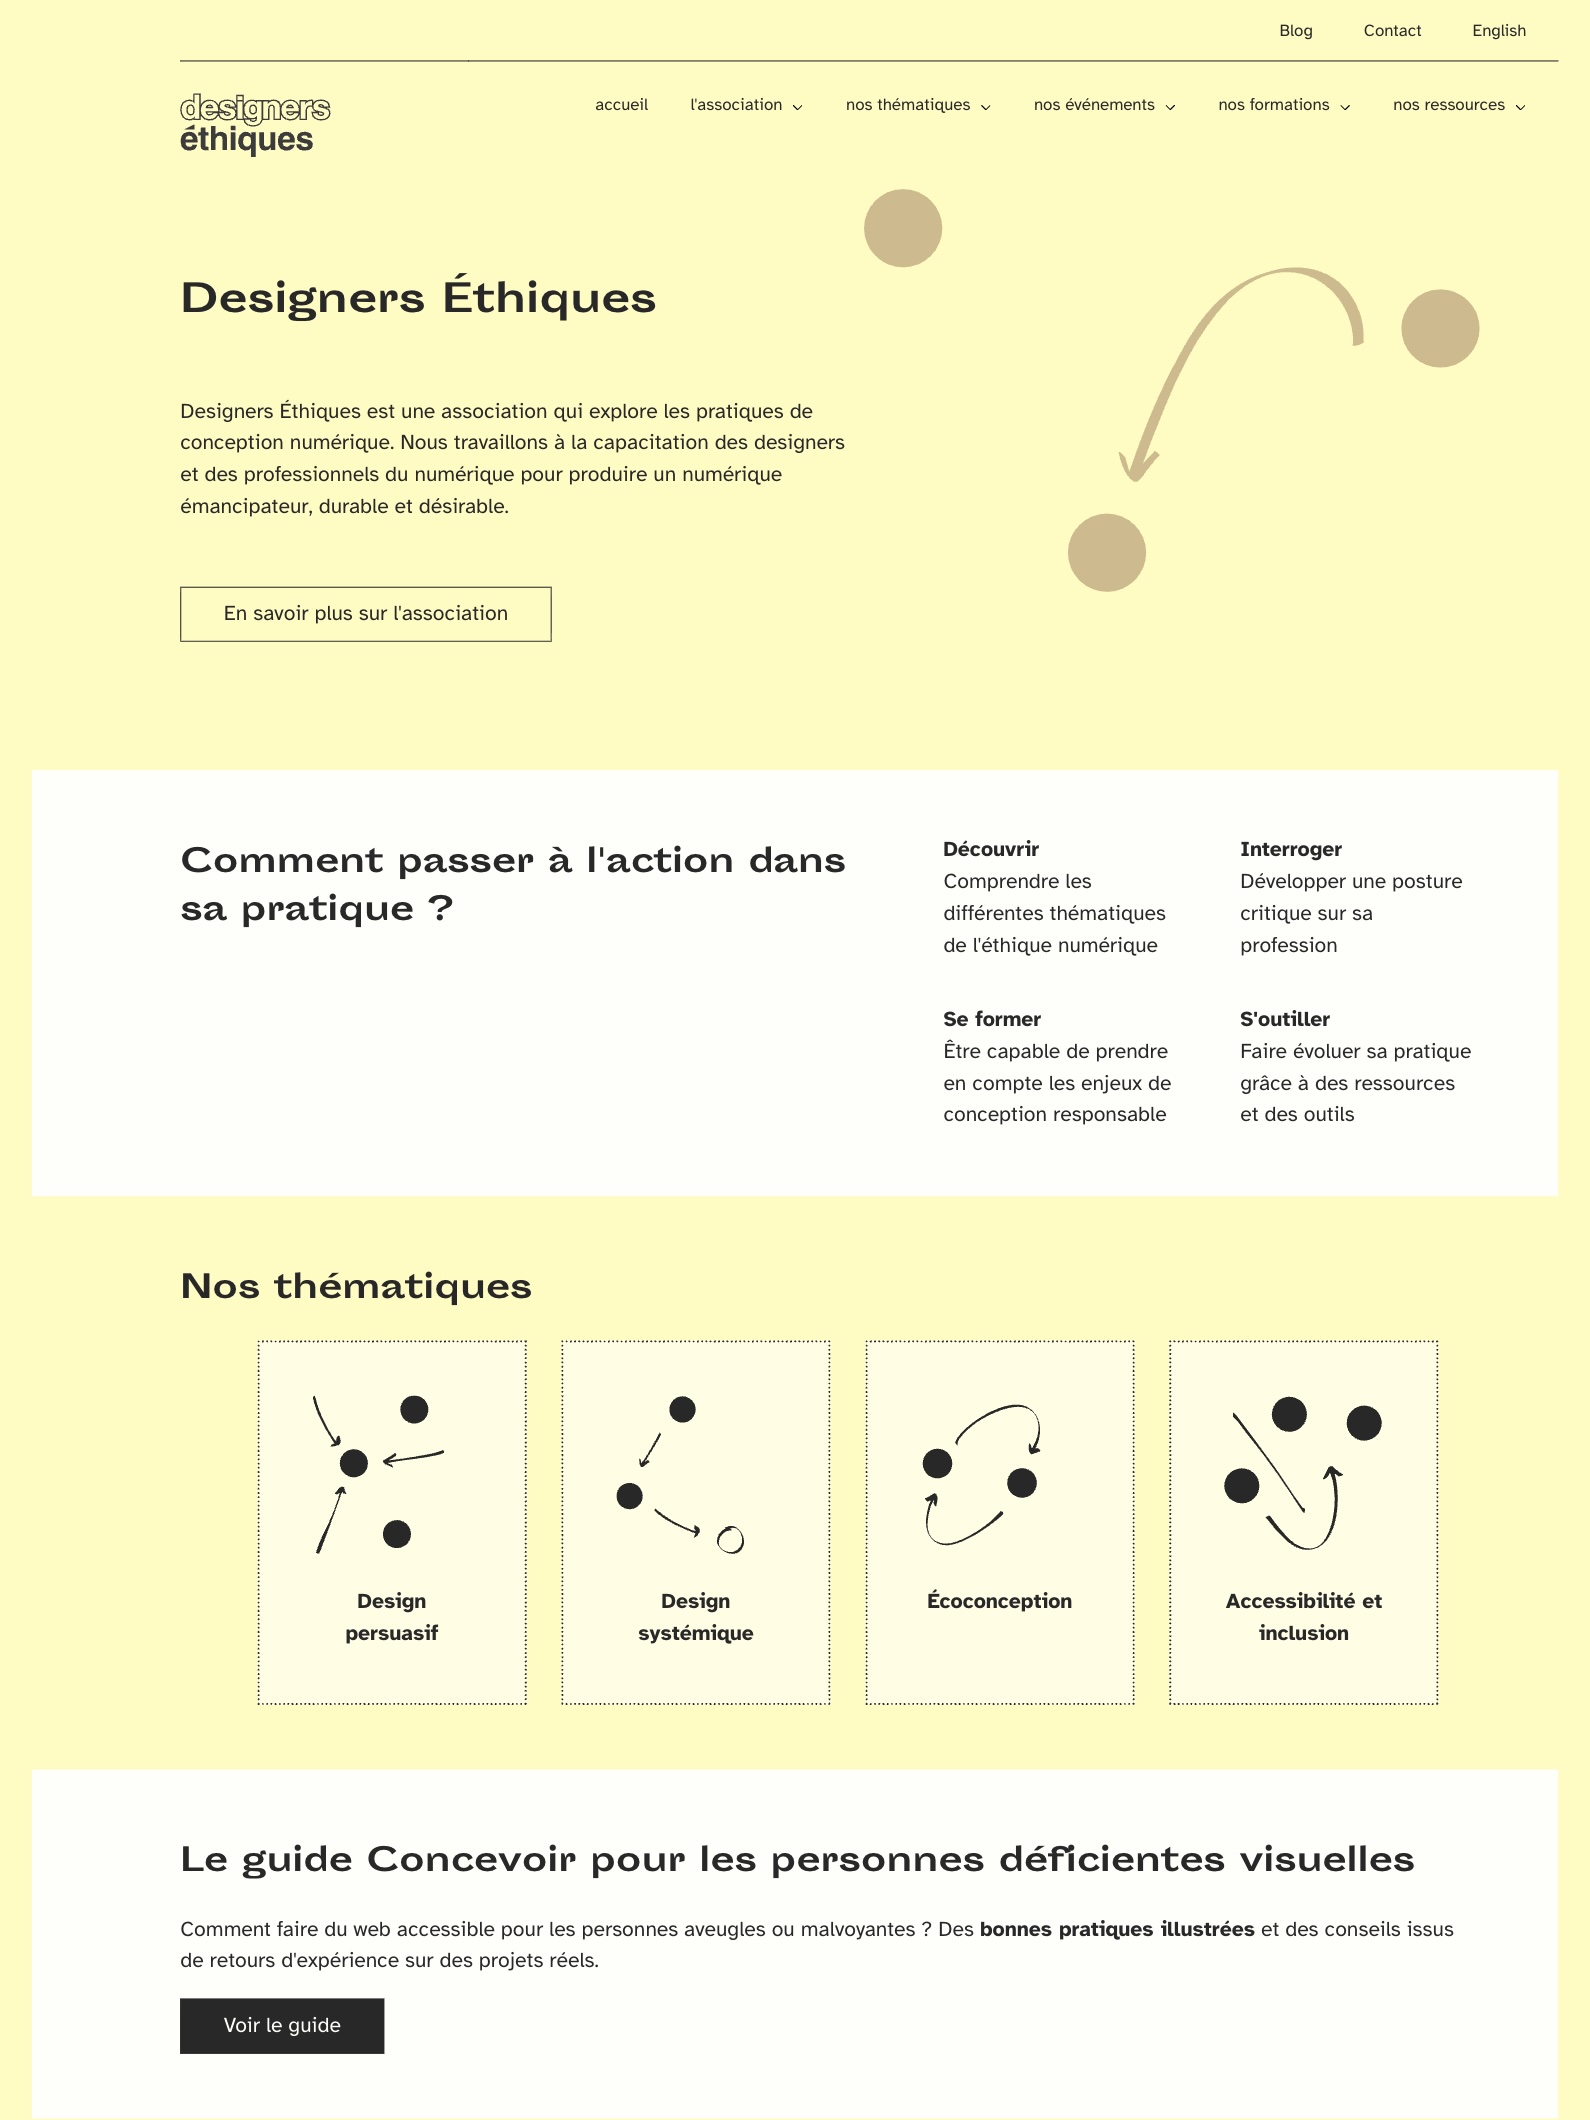 Blog Contact English
designers
éthiques
accueil l'association nos thématiques nos événements nos formations nos ressources
Designers Éthiques
Designers Éthiques est une association qui explore les pratiques de
conception numérique. Nous travaillons à la capacitation des designers
et des professionnels du numérique pour produire un numérique
émancipateur, durable et désirable.
En savoir plus sur l'association
Comment passer à l'action dans
sa pratique ?
Découvrir
Comprendre les
différentes thématiques
de l'éthique numérique
Interroger
Développer une posture
critique sur sa
profession
Se former
Être capable de prendre
en compte les enjeux de
conception responsable
S'outiller
Faire évoluer sa pratique
grâce à des ressources
et des outils
Nos thématiques
Design
persuasif
Design
systémique
Écoconception
Accessibilité et
inclusion
Le guide Concevoir pour les personnes déficientes visuelles
Comment faire du web accessible pour les personnes aveugles ou malvoyantes ? Des bonnes pratiques illustrées et des conseils issus
de retours d'expérience sur des projets réels.
Voir le guide